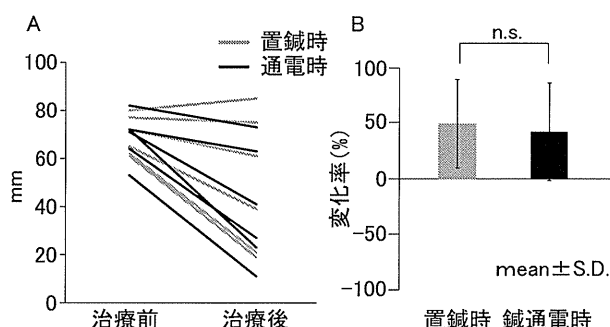 A
置鍼時
通電時
100
80
60
40
20
0
mm
治療前 治療後
B
n.s.
100
50
0
-50
-100
変化率(%)
mean±S.D.
置鍼時 鍼通電時